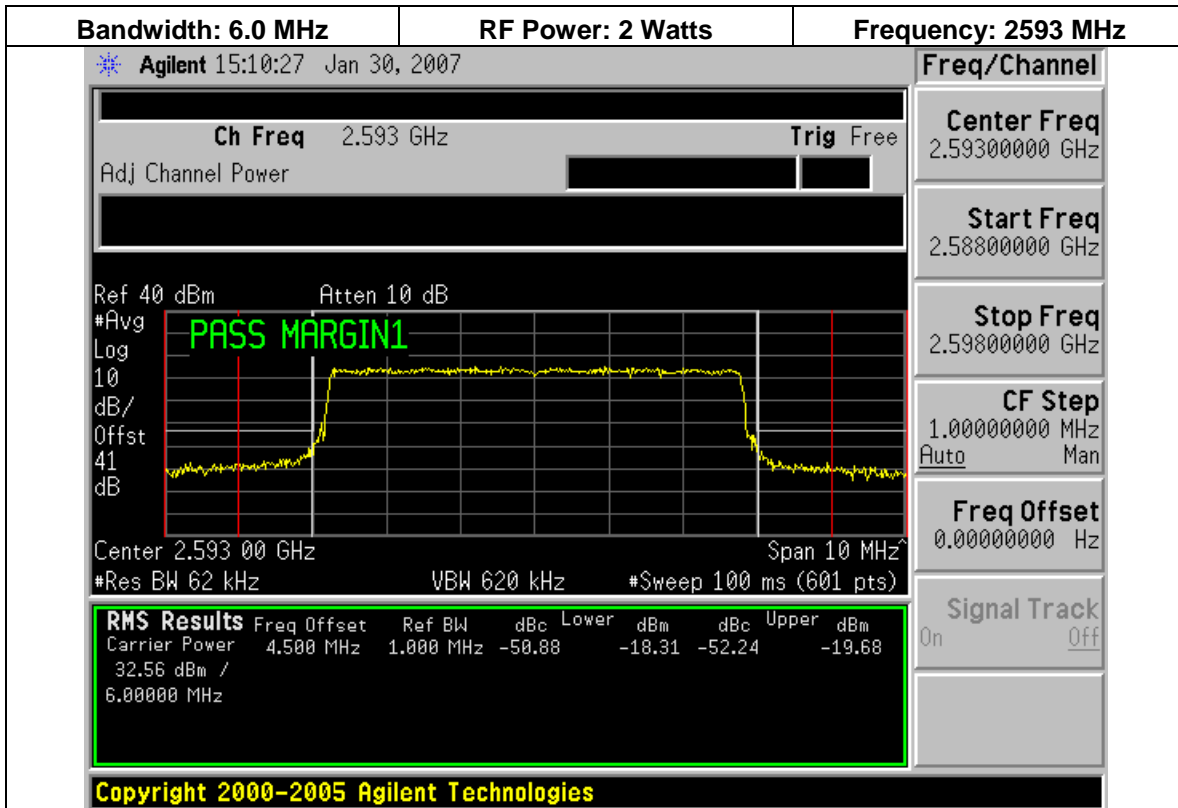 Bandwidth: 6.0 MHz RF Power: 2 Watts Frequency: 2593 MHz
Agilent 15:10:27 Jan 30, 2007 Freq/Channel
Ch Freq 2.593 GHz Trig Free
Adj Channel Power
Center Freq
2.59300000 GHz
Start Freq
2.58800000 GHz
Stop Freq
2.59800000 GHz
CF Step
1.00000000 MHz
Auto Man
Freq Offset
0.00000000 Hz
Signal Track
On Off
Ref 40 dBm Atten 10 dB
#Avg
Log
10
dB/
Offst
41
dB
PASS MARGIN1
Center 2.593 00 GHz Span 10 MHz^
#Res BW 62 kHz VBW 620 kHz #Sweep 100 ms (601 pts)
RMS Results Freq Offset Ref BW dBc Lower dBm dBc Upper dBm
Carrier Power 4.500 MHz 1.000 MHz -50.88 -18.31 -52.24 -19.68
32.56 dBm /
6.00000 MHz
Copyright 2000-2005 Agilent Technologies